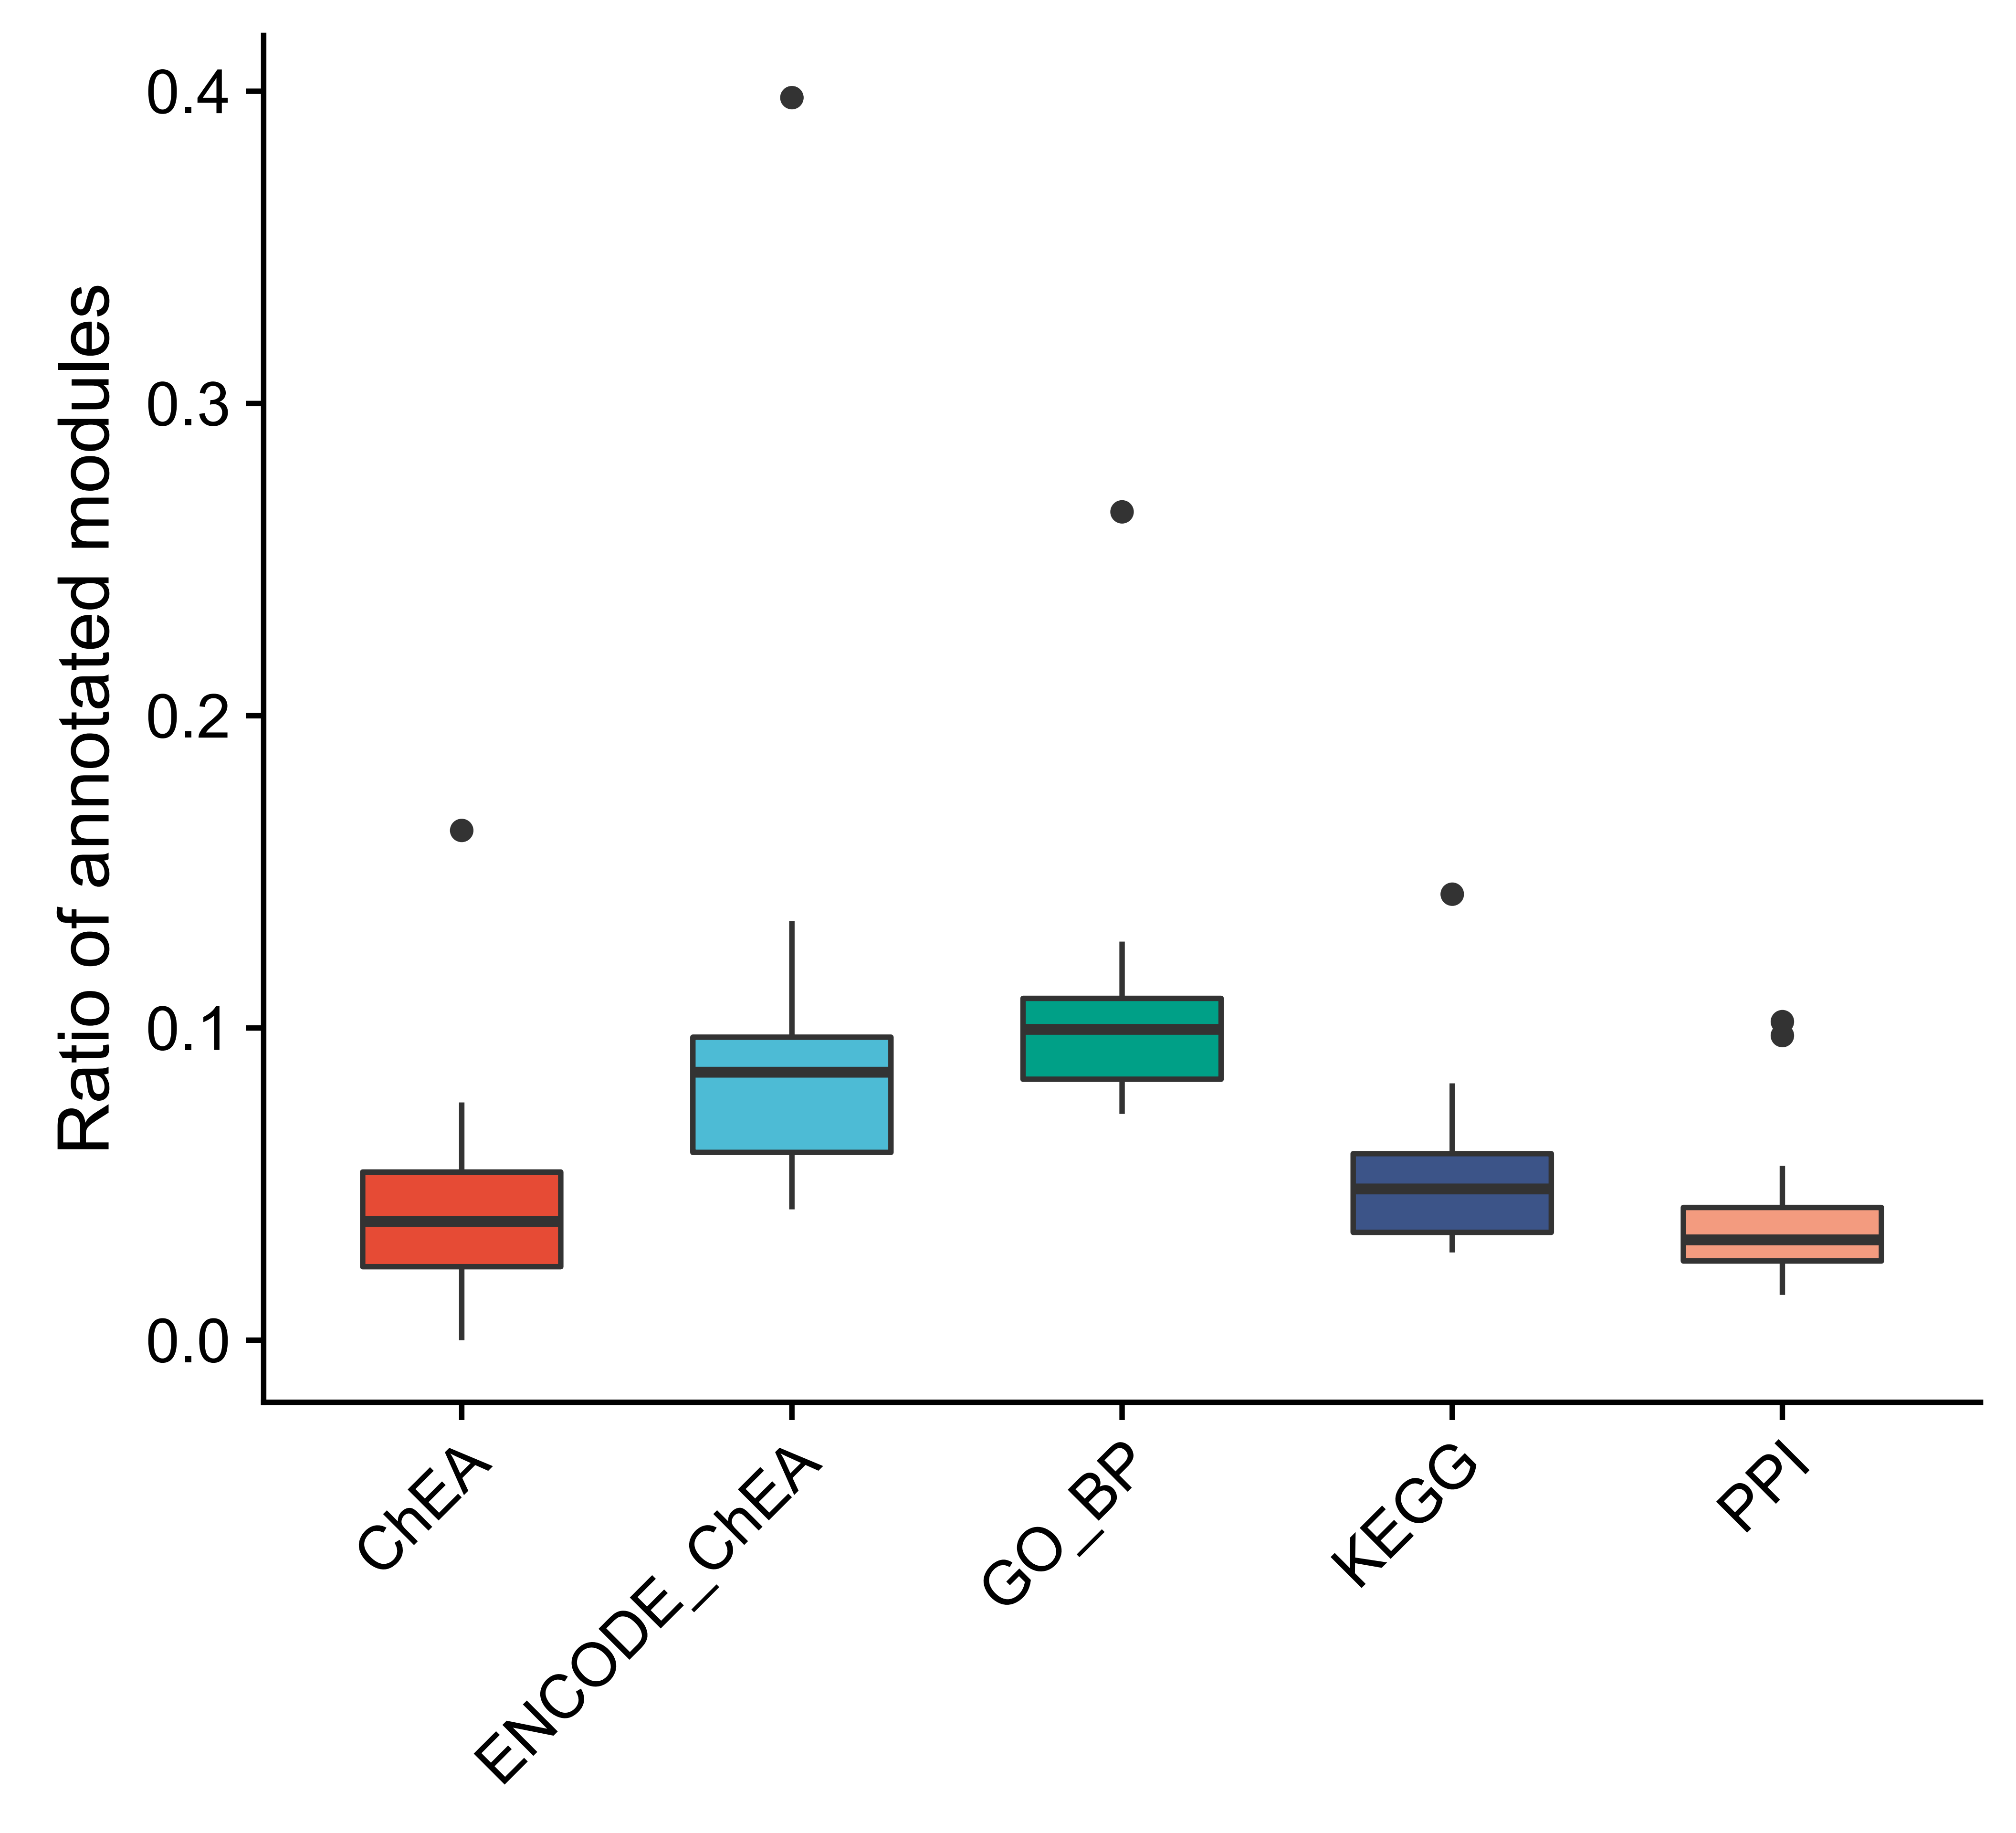 Ratio of annotated modules
0.4
0.3
0.2
0.1
0.0
ChEA
ENCODE_ChEA
GO_BP
KEGG
PPI